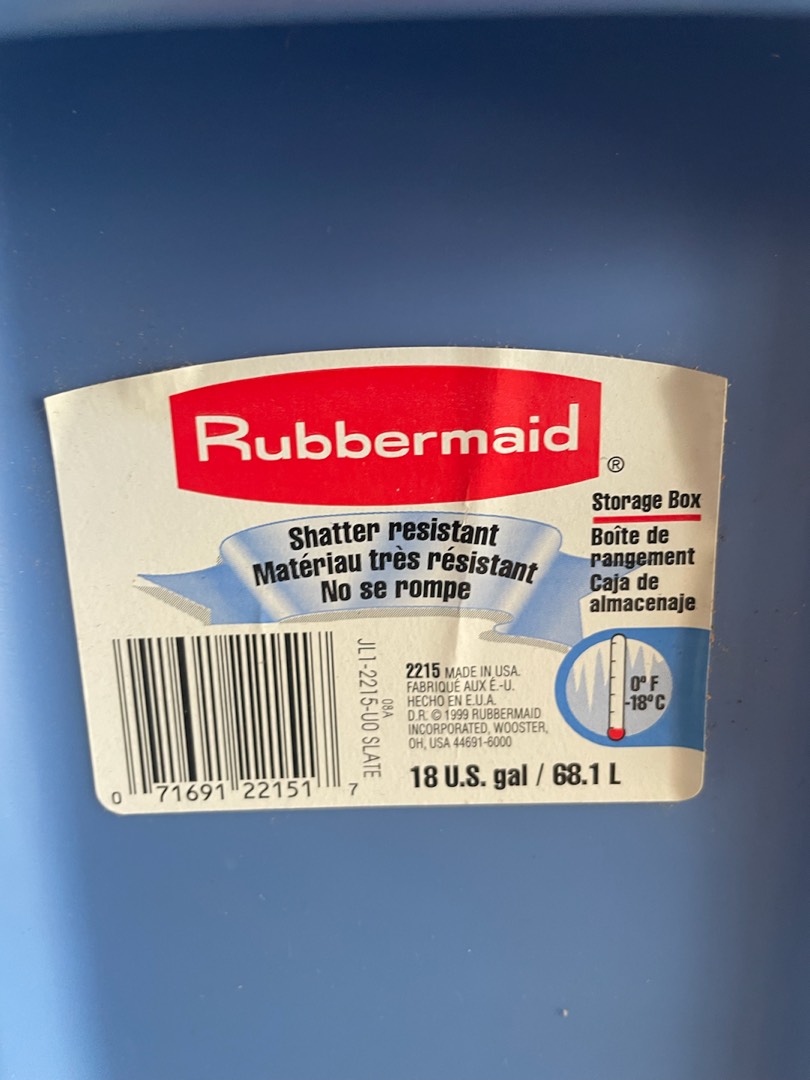 Rubbermaid®
Storage Box
Boîte de
rangement
Caja de
almacenaje
Shatter resistant
Matériau très résistant
No se rompe
0° F
-18° C
JL1-2215-U0 SLATE
08A
2215 MADE IN USA.
FABRIQUÉ AUX É.-U.
HECHO EN E.U.A.
D.R. © 1999 RUBBERMAID
INCORPORATED, WOOSTER,
OH, USA 44691-6000
18 U.S. gal / 68.1 L
0 71691 22151 7